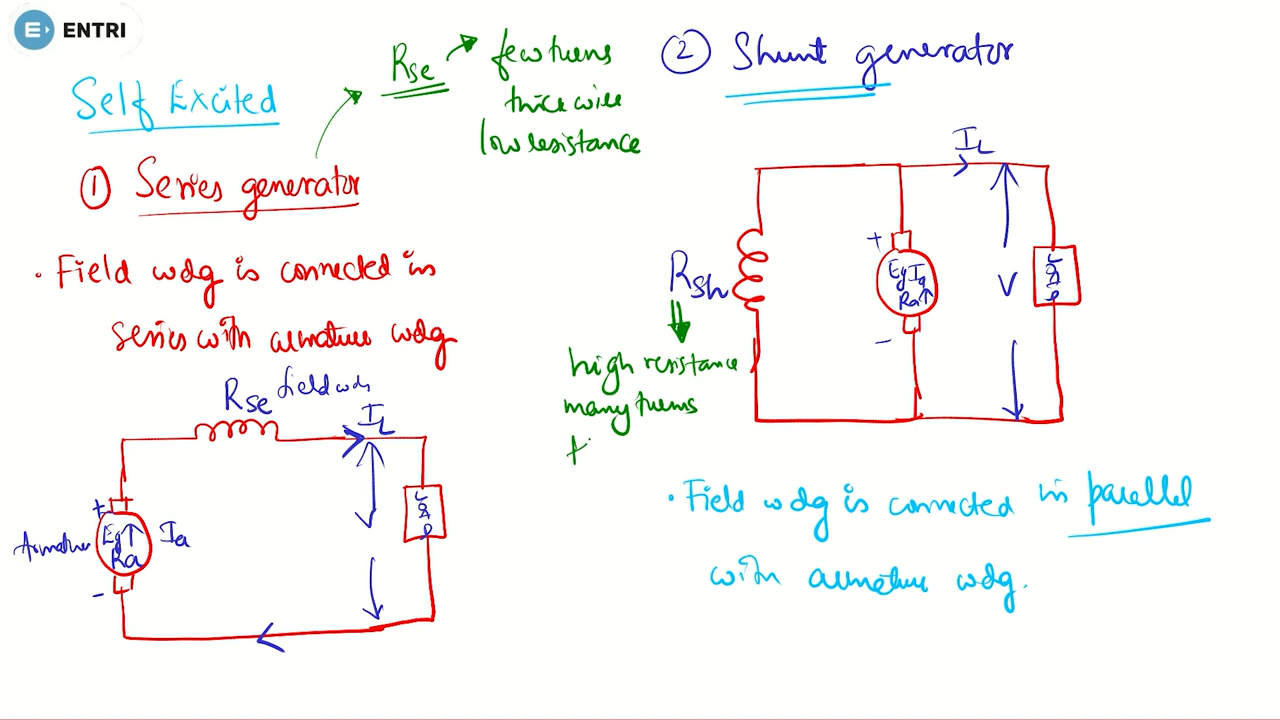 ENTRI
Self Excited
① Series generator
Rse → few turns
thick wire
low resistance
• Field wdg is connected in
series with armature wdg
Rse field wdg
IL
+
Armature
Eg↑
Ra
Ia
-
V
LOAD
② Shunt generator
IL
Rsh
high resistance
many turns
+
Eg Ia
Ra↑
-
V
LOAD
• Field wdg is connected in parallel
with armature wdg.